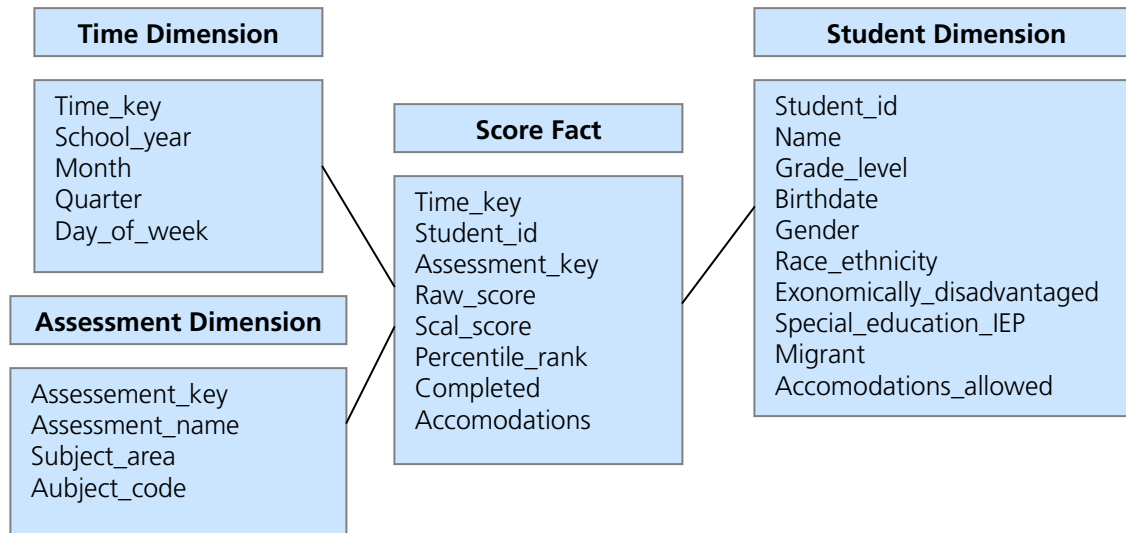 Time Dimension
Time_key
School_year
Month
Quarter
Day_of_week
Assessment Dimension
Assessement_key
Assessment_name
Subject_area
Aubject_code
Score Fact
Time_key
Student_id
Assessment_key
Raw_score
Scal_score
Percentile_rank
Completed
Accomodations
Student Dimension
Student_id
Name
Grade_level
Birthdate
Gender
Race_ethnicity
Exonomically_disadvantaged
Special_education_IEP
Migrant
Accomodations_allowed